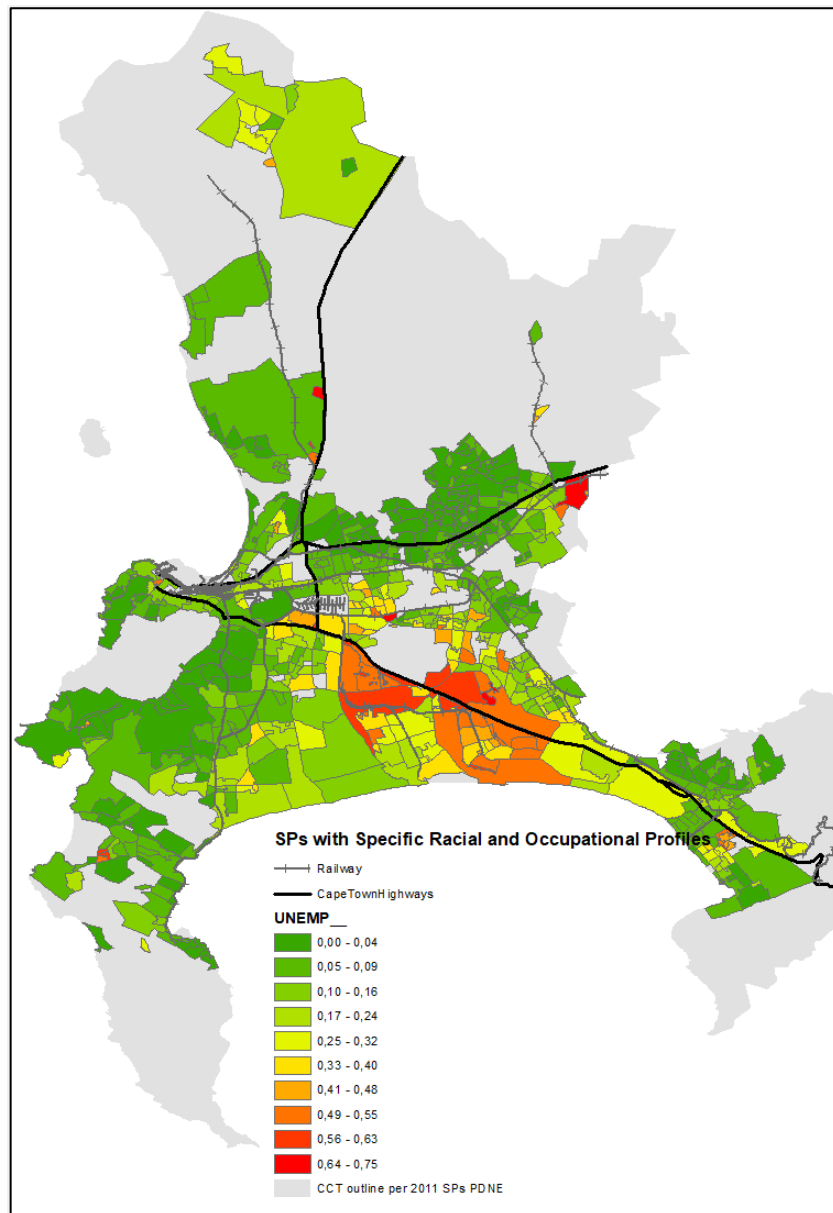 SPs with Specific Racial and Occupational Profiles
Railway
CapeTownHighways
UNEMP__
0,00 - 0,04
0,05 - 0,09
0,10 - 0,16
0,17 - 0,24
0,25 - 0,32
0,33 - 0,40
0,41 - 0,48
0,49 - 0,55
0,56 - 0,63
0,64 - 0,75
CCT outline per 2011 SPs PDNE